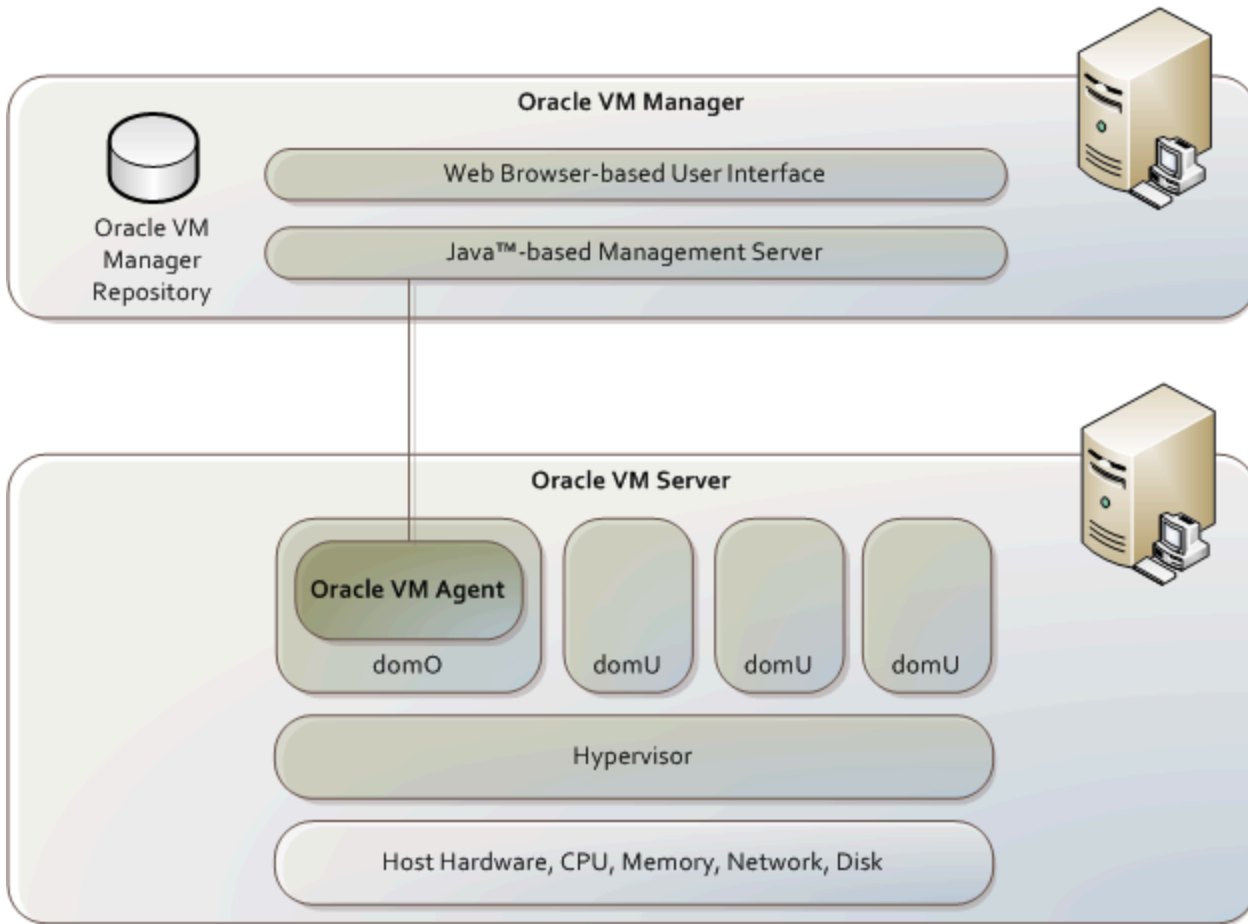 Oracle VM Manager
Web Browser-based User Interface
Java™-based Management Server
Oracle VM
Manager
Repository
Oracle VM Server
Oracle VM Agent
domO
domU
domU
domU
Hypervisor
Host Hardware, CPU, Memory, Network, Disk